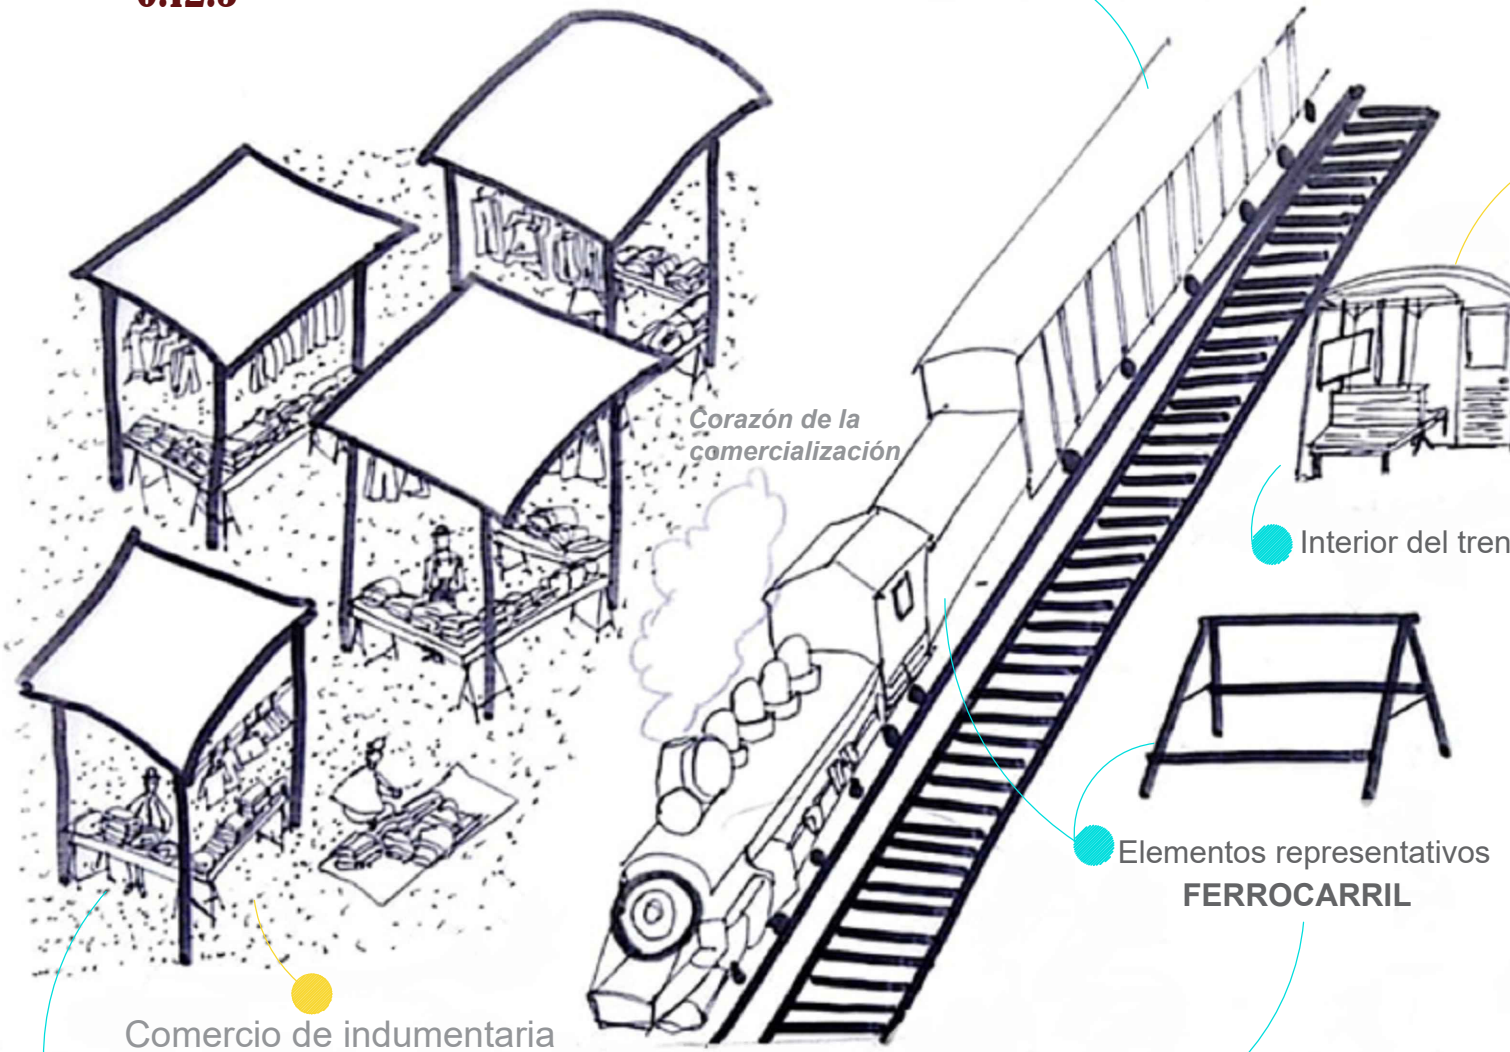 Corazón de la
comercialización
Interior del tren
Elementos representativos
FERROCARRIL
Comercio de indumentaria